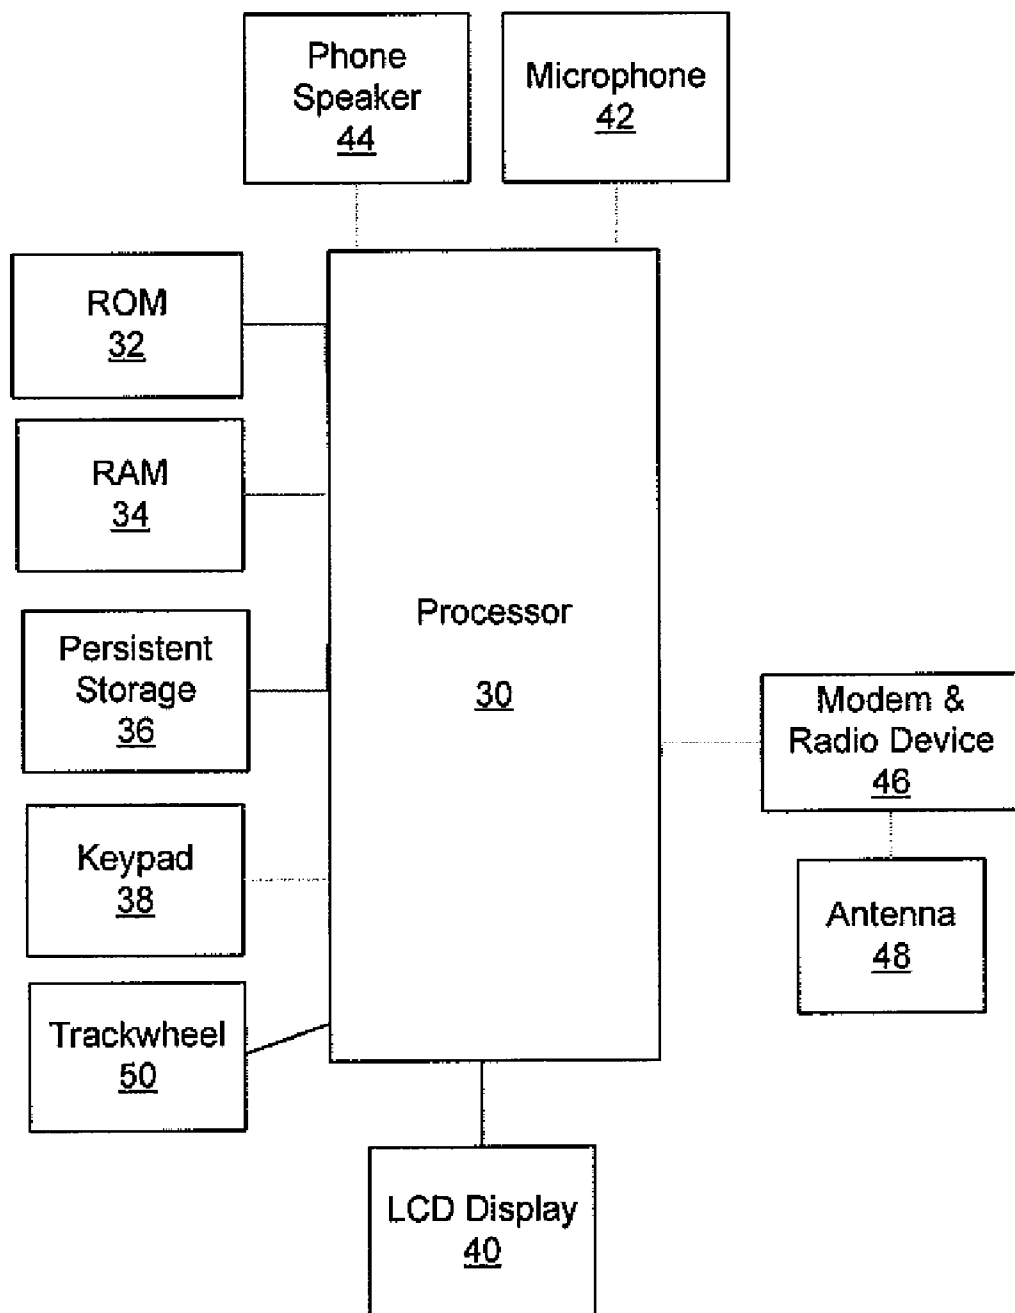 Phone
Speaker
44
Microphone
42
ROM
32
RAM
34
Persistent
Storage
36
Keypad
38
Trackwheel
50
Processor
30
Modem &
Radio Device
46
Antenna
48
LCD Display
40